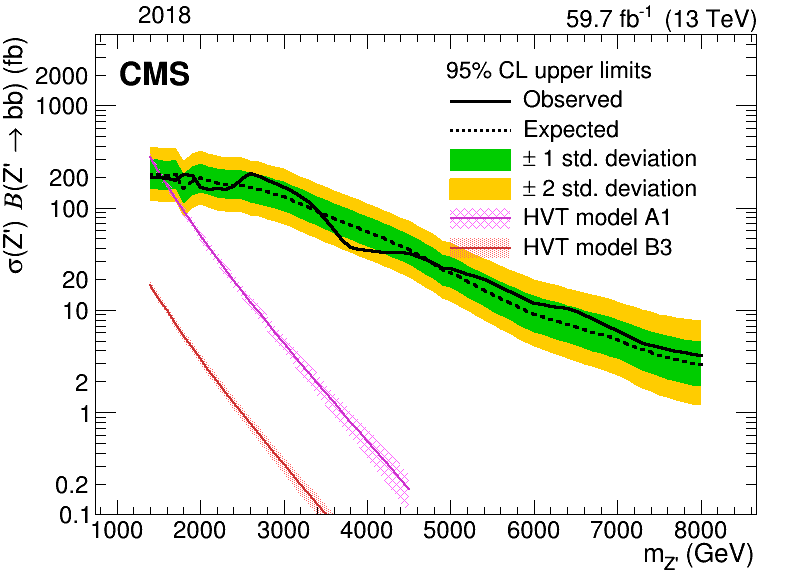 2018 59.7 fb⁻¹ (13 TeV)
σ(Z') B(Z' → bb) (fb)
CMS
95% CL upper limits
Observed
Expected
± 1 std. deviation
± 2 std. deviation
HVT model A1
HVT model B3
2000
1000
200
100
20
10
2
1
0.2
0.1
1000 2000 3000 4000 5000 6000 7000 8000
m_Z' (GeV)